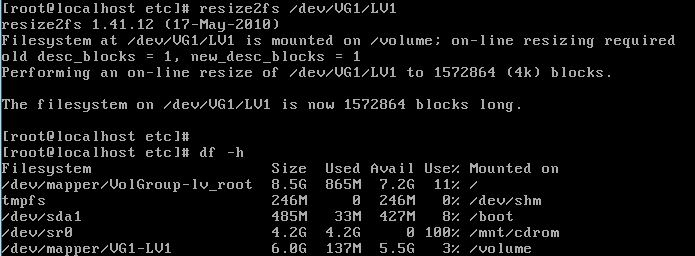 [root@localhost etc]# resize2fs /dev/VG1/LV1
resize2fs 1.41.12 (17-May-2010)
Filesystem at /dev/VG1/LV1 is mounted on /volume; on-line resizing required
old desc_blocks = 1, new_desc_blocks = 1
Performing an on-line resize of /dev/VG1/LV1 to 1572864 (4k) blocks.
The filesystem on /dev/VG1/LV1 is now 1572864 blocks long.
[root@localhost etc]#
[root@localhost etc]# df -h
Filesystem            Size  Used Avail Use% Mounted on
/dev/mapper/VolGroup-lv_root  8.5G  865M  7.2G  11% /
tmpfs                 246M     0  246M   0% /dev/shm
/dev/sda1             485M   33M  427M   8% /boot
/dev/sr0              4.2G  4.2G     0 100% /mnt/cdrom
/dev/mapper/VG1-LV1   6.0G  137M  5.5G   3% /volume